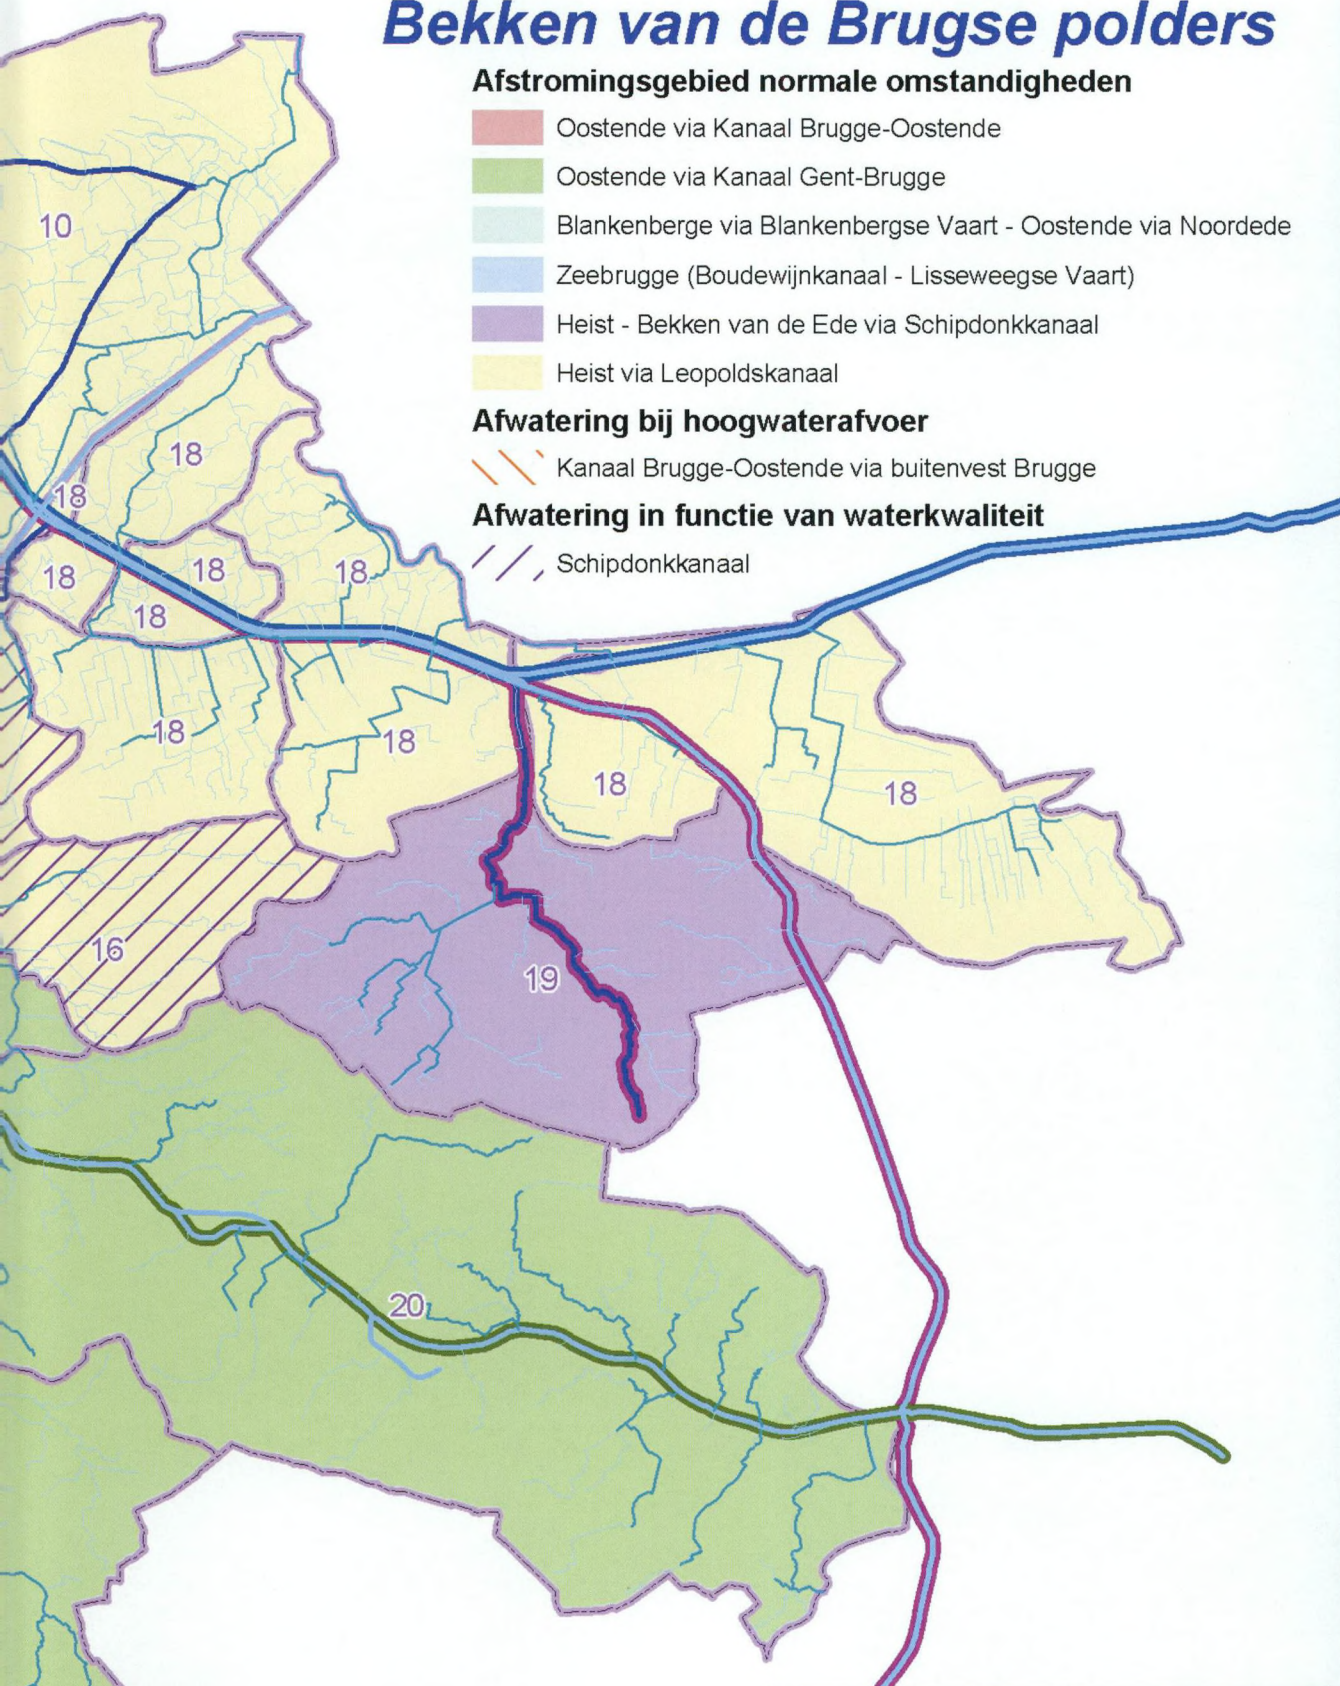 Bekken van de Brugse polders
Afstromingsgebied normale omstandigheden
Oostende via Kanaal Brugge-Oostende
Oostende via Kanaal Gent-Brugge
Blankenberge via Blankenbergse Vaart - Oostende via Noordede
Zeebrugge (Boudewijnkanaal - Lisseweegse Vaart)
Heist - Bekken van de Ede via Schipdonkkanaal
Heist via Leopoldskanaal
Afwatering bij hoogwaterafvoer
Kanaal Brugge-Oostende via buitenvest Brugge
Afwatering in functie van waterkwaliteit
Schipdonkkanaal
10
18
18
18
18
18
18
18
18
18
18
16
19
20